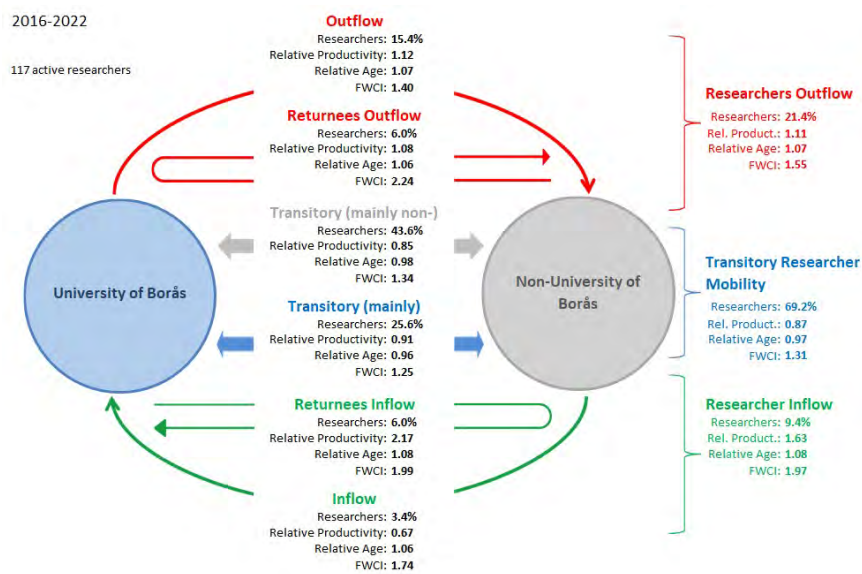 2016-2022
117 active researchers
Outflow
Researchers: 15.4%
Relative Productivity: 1.12
Relative Age: 1.07
FWCI: 1.40
Returnees Outflow
Researchers: 6.0%
Relative Productivity: 1.08
Relative Age: 1.06
FWCI: 2.24
Transitory (mainly non-)
Researchers: 43.6%
Relative Productivity: 0.85
Relative Age: 0.98
FWCI: 1.34
University of Borås
Non-University of
Borås
Transitory (mainly)
Researchers: 25.6%
Relative Productivity: 0.91
Relative Age: 0.96
FWCI: 1.25
Returnees Inflow
Researchers: 6.0%
Relative Productivity: 2.17
Relative Age: 1.08
FWCI: 1.99
Inflow
Researchers: 3.4%
Relative Productivity: 0.67
Relative Age: 1.06
FWCI: 1.74
Researchers Outflow
Researchers: 21.4%
Rel. Product.: 1.11
Relative Age: 1.07
FWCI: 1.55
Transitory Researcher
Mobility
Researchers: 69.2%
Rel. Product.: 0.87
Relative Age: 0.97
FWCI: 1.31
Researcher Inflow
Researchers: 9.4%
Rel. Product.: 1.63
Relative Age: 1.08
FWCI: 1.97